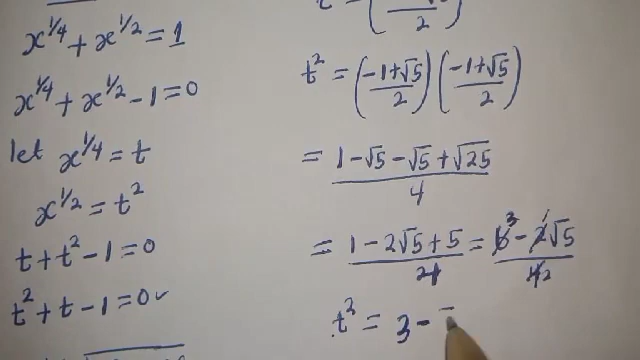 x^{1/4} + x^{1/2} = 1
x^{1/4} + x^{1/2} - 1 = 0
let x^{1/4} = t
x^{1/2} = t^2
t + t^2 - 1 = 0
t^2 + t - 1 = 0
t^2 = ((-1+√5)/2)((-1+√5)/2)
= (1 - √5 - √5 + √25)/4
= (1 - 2√5 + 5)/4 = (6 - 2√5)/4
t^2 = 3 -